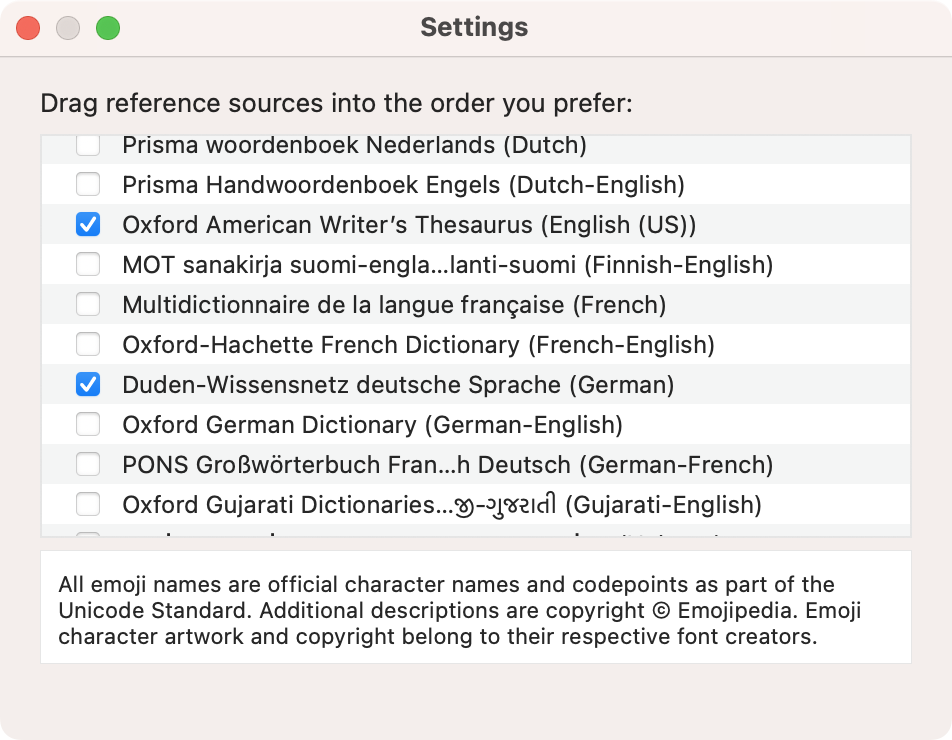 Settings
Drag reference sources into the order you prefer:
Prisma woordenboek Nederlands (Dutch)
Prisma Handwoordenboek Engels (Dutch-English)
Oxford American Writer’s Thesaurus (English (US))
MOT sanakirja suomi-engla…lanti-suomi (Finnish-English)
Multidictionnaire de la langue française (French)
Oxford-Hachette French Dictionary (French-English)
Duden-Wissensnetz deutsche Sprache (German)
Oxford German Dictionary (German-English)
PONS Großwörterbuch Fran…h Deutsch (German-French)
Oxford Gujarati Dictionaries…જી-ગુજરાતી (Gujarati-English)
All emoji names are official character names and codepoints as part of the
Unicode Standard. Additional descriptions are copyright © Emojipedia. Emoji
character artwork and copyright belong to their respective font creators.